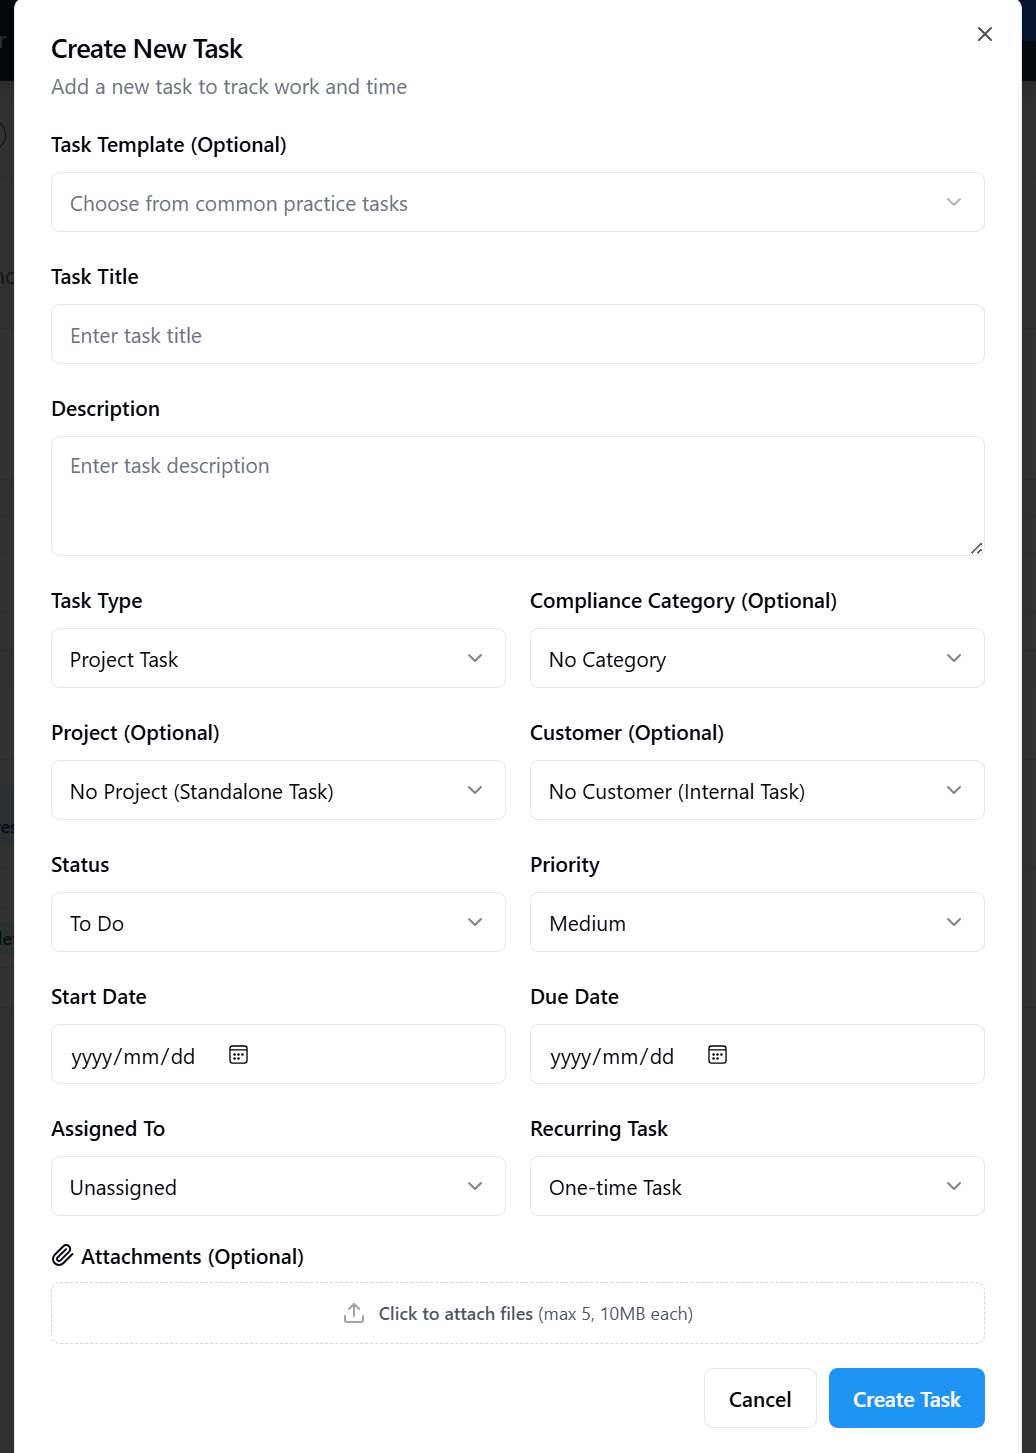 Create New Task
Add a new task to track work and time
Task Template (Optional)
Choose from common practice tasks
Task Title
Enter task title
Description
Enter task description
Task Type
Compliance Category (Optional)
Project Task
No Category
Project (Optional)
Customer (Optional)
No Project (Standalone Task)
No Customer (Internal Task)
Status
Priority
To Do
Medium
Start Date
Due Date
yyyy/mm/dd
yyyy/mm/dd
Assigned To
Recurring Task
Unassigned
One-time Task
Attachments (Optional)
Click to attach files (max 5, 10MB each)
Cancel
Create Task